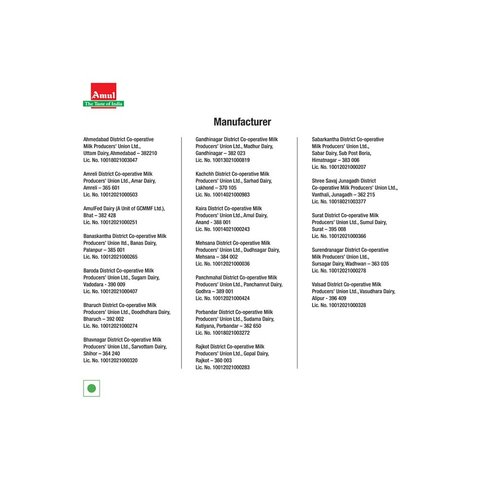 Amul
The Taste of India
Manufacturer
Ahmedabad District Co-operative
Milk Producers' Union Ltd.,
Uttam Dairy, Ahmedabad – 382210
Lic. No. 10018021003047
Amreli District Co-operative Milk
Producers' Union Ltd., Amar Dairy,
Amreli – 365 601
Lic. No. 10012021000503
AmulFed Dairy (A Unit of GCMMF Ltd.),
Bhat – 382 428
Lic. No. 10012021000251
Banaskantha District Co-operative Milk
Producers' Union ltd., Banas Dairy,
Palanpur – 385 001
Lic. No. 10012021000265
Baroda District Co-operative Milk
Producers' Union Ltd., Sugam Dairy,
Vadodara - 390 009
Lic. No. 10012021000407
Bharuch District Co-operative Milk
Producers' Union Ltd., Doodhdhara Dairy,
Bharuch – 392 002
Lic. No. 10012021000274
Bhavnagar District Co-operative Milk
Producers' Union Ltd., Sarvottam Dairy,
Shihor – 364 240
Lic. No. 10012021000320
Gandhinagar District Co-operative Milk
Producers' Union Ltd., Madhur Dairy,
Gandhinagar – 382 023
Lic. No. 10013021000819
Kachchh District Co-operative Milk
Producers' Union Ltd., Sarhad Dairy,
Lakhond – 370 105
Lic. No. 10014021000983
Kaira District Co-operative Milk
Producers' Union Ltd., Amul Dairy,
Anand - 388 001
Lic. No. 10014021000243
Mehsana District Co-operative Milk
Producers' Union Ltd., Dudhsagar Dairy,
Mehsana – 384 002
Lic. No. 10012021000036
Panchmahal District Co-operative Milk
Producers' Union Ltd., Panchamrut Dairy,
Godhra – 389 001
Lic. No. 10012021000424
Porbandar District Co-operative Milk
Producers' Union Ltd., Sudama Dairy,
Katiyana, Porbandar – 362 650
Lic. No. 10018021003272
Rajkot District Co-operative Milk
Producers' Union Ltd., Gopal Dairy,
Rajkot – 360 003
Lic. No. 10012021000283
Sabarkantha District Co-operative
Milk Producers' Union Ltd.,
Sabar Dairy, Sub Post Boria,
Himatnagar – 383 006
Lic. No. 10012021000207
Shree Savaj Junagadh District
Co-operative Milk Producers' Union Ltd.,
Vanthali, Junagadh – 362 215
Lic. No. 10018021003377
Surat District Co-operative Milk
Producers' Union Ltd., Sumul Dairy,
Surat – 395 008
Lic. No. 10012021000366
Surendranagar District Co-operative
Milk Producers' Union Ltd.,
Sursagar Dairy, Wadhwan – 363 035
Lic. No. 10012021000278
Valsad District Co-operative Milk
Producers' Union Ltd., Vasudhara Dairy,
Alipur – 396 409
Lic. No. 10012021000328